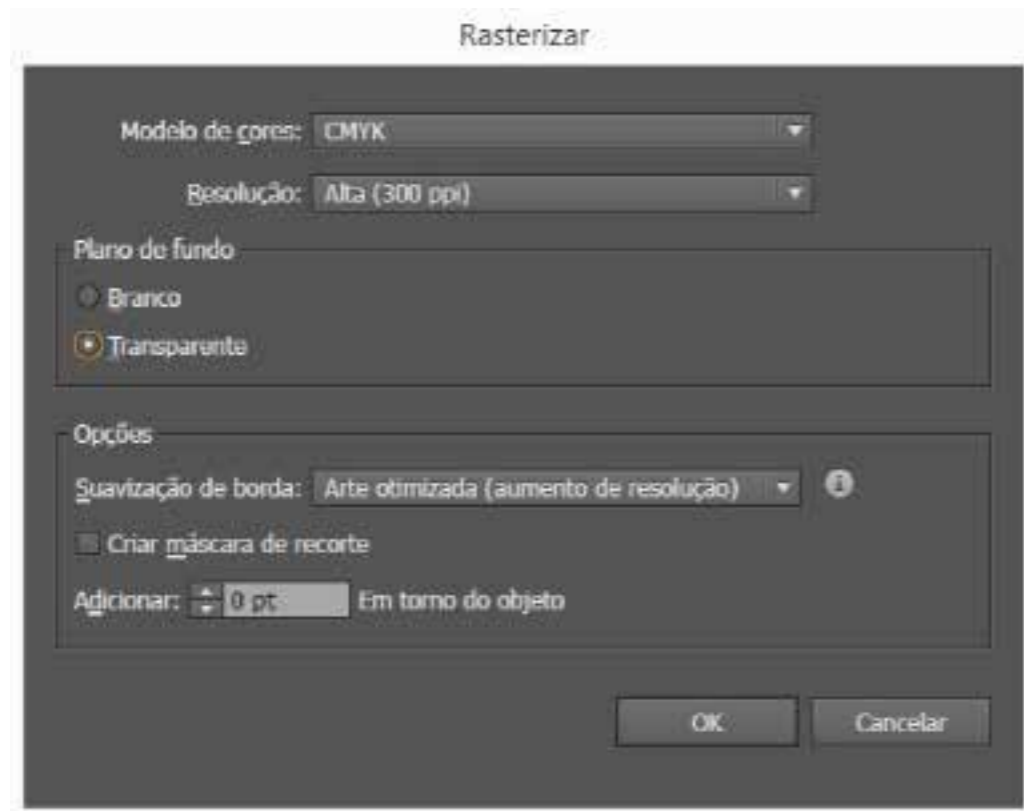 Rasterizar
Modelo de cores: CMYK
Resolução: Alta (300 ppi)
Plano de fundo
Branco
Transparente
Opções
Suavização de borda: Arte otimizada (aumento de resolução)
Criar máscara de recorte
Adicionar: 0 pt Em torno do objeto
OK Cancelar